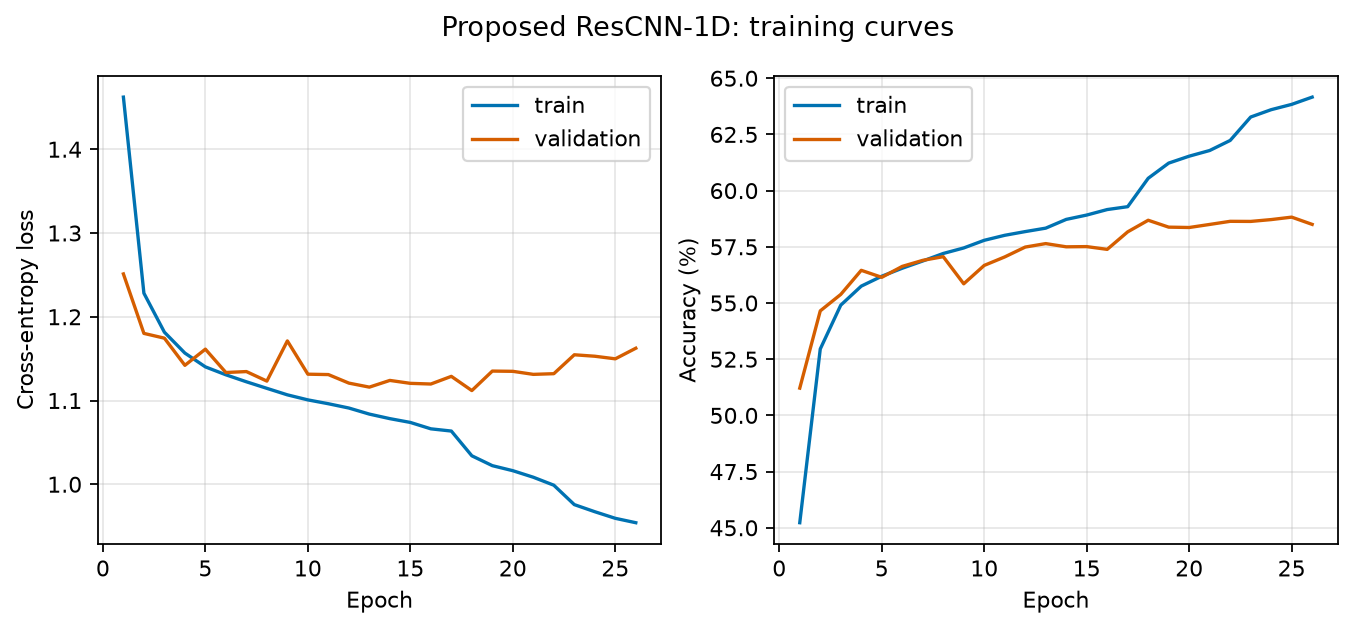 Proposed ResCNN-1D: training curves
train
validation
1.4
1.3
1.2
1.1
1.0
Cross-entropy loss
0
5
10
15
20
25
Epoch
train
validation
65.0
62.5
60.0
57.5
55.0
52.5
50.0
47.5
45.0
Accuracy (%)
0
5
10
15
20
25
Epoch